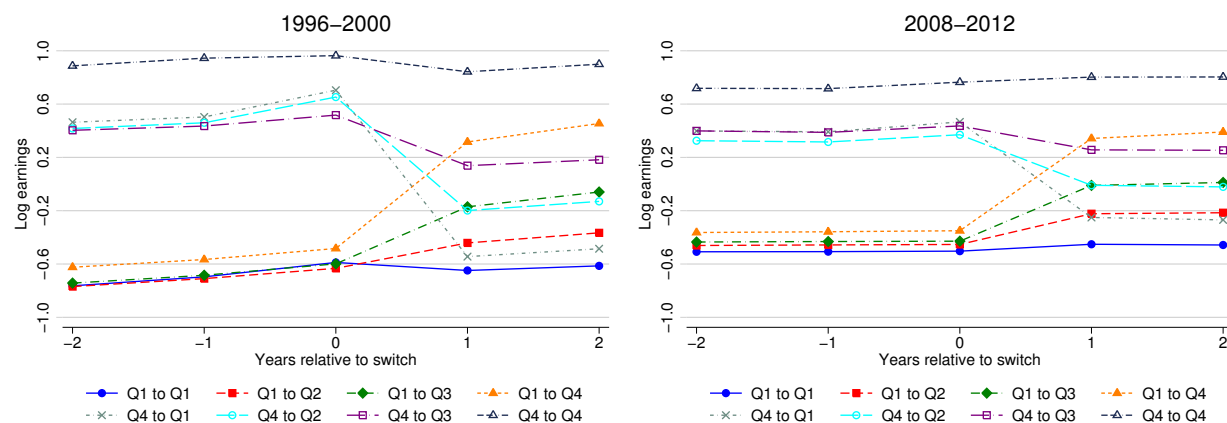 1996−2000
1.0
0.6
0.2
−0.2
−0.6
−1.0
Log earnings
−2 −1 0 1 2
Years relative to switch
Q1 to Q1 Q1 to Q2 Q1 to Q3 Q1 to Q4
Q4 to Q1 Q4 to Q2 Q4 to Q3 Q4 to Q4
2008−2012
1.0
0.6
0.2
−0.2
−0.6
−1.0
Log earnings
−2 −1 0 1 2
Years relative to switch
Q1 to Q1 Q1 to Q2 Q1 to Q3 Q1 to Q4
Q4 to Q1 Q4 to Q2 Q4 to Q3 Q4 to Q4